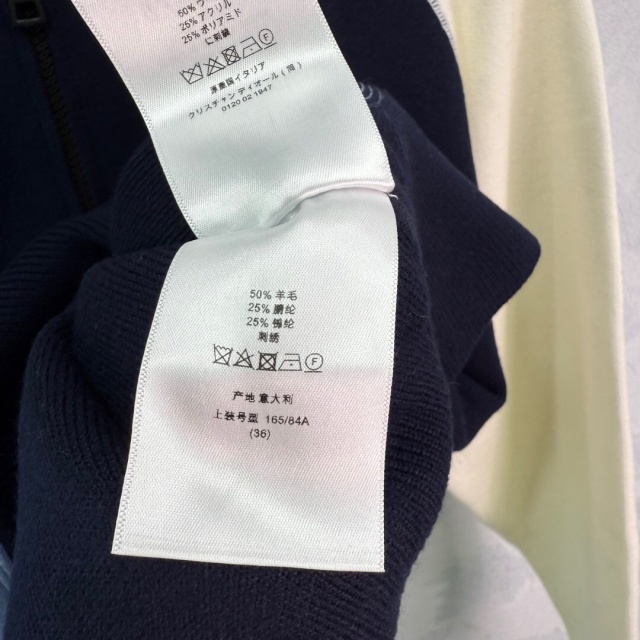 50% ウール
25% アクリル
25% ポリアミド
に刺繍
原産国イタリア
クリスチャン ディオール(同)
0120 02 1947
50% 羊毛
25% 腈纶
25% 锦纶
刺绣
F
产地 意大利
上装号型 165/84A
(36)